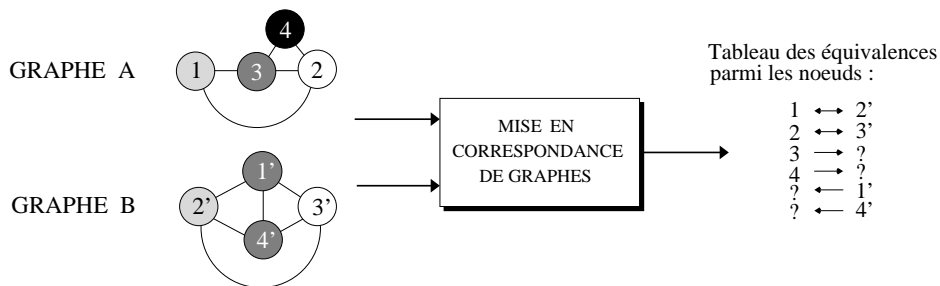 GRAPHE A
1
3
4
2
GRAPHE B
2'
1'
4'
3'
MISE EN
CORRESPONDANCE
DE GRAPHES
Tableau des équivalences
parmi les noeuds :
1 ↔ 2'
2 ↔ 3'
3 → ?
4 → ?
? ← 1'
? ← 4'